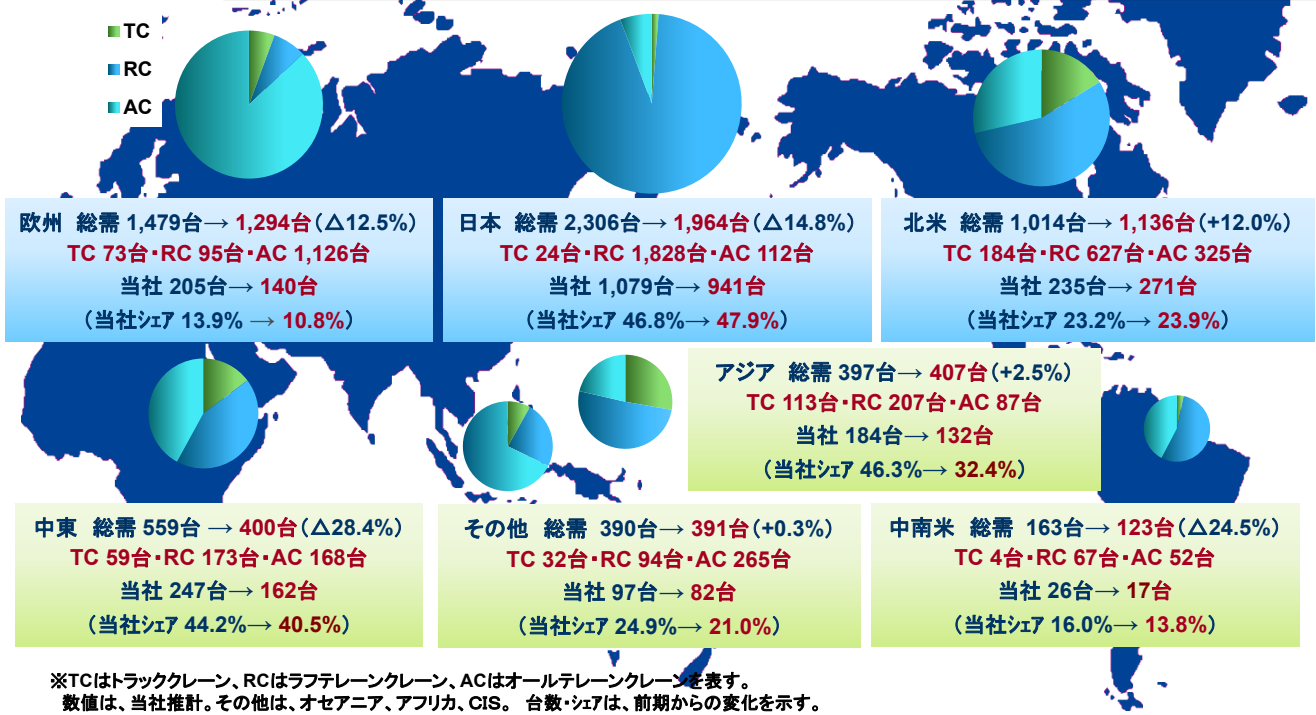 TC
RC
AC
欧州 総需 1,479台→ 1,294台(△12.5%)
TC 73台・RC 95台・AC 1,126台
当社 205台→ 140台
(当社ｼｪｱ 13.9% → 10.8%)
日本 総需 2,306台→ 1,964台(△14.8%)
TC 24台・RC 1,828台・AC 112台
当社 1,079台→ 941台
(当社ｼｪｱ 46.8%→ 47.9%)
北米 総需 1,014台→ 1,136台(+12.0%)
TC 184台・RC 627台・AC 325台
当社 235台→ 271台
(当社ｼｪｱ 23.2%→ 23.9%)
アジア 総需 397台→ 407台(+2.5%)
TC 113台・RC 207台・AC 87台
当社 184台→ 132台
(当社ｼｪｱ 46.3%→ 32.4%)
中東 総需 559台 → 400台(△28.4%)
TC 59台・RC 173台・AC 168台
当社 247台→ 162台
(当社ｼｪｱ 44.2%→ 40.5%)
その他 総需 390台→ 391台(+0.3%)
TC 32台・RC 94台・AC 265台
当社 97台→ 82台
(当社ｼｪｱ 24.9%→ 21.0%)
中南米 総需 163台→ 123台(△24.5%)
TC 4台・RC 67台・AC 52台
当社 26台→ 17台
(当社ｼｪｱ 16.0%→ 13.8%)
※TCはトラッククレーン、RCはラフテレーンクレーン、ACはオールテレーンクレーンを表す。
数値は、当社推計。その他は、オセアニア、アフリカ、CIS。 台数・ｼｪｱは、前期からの変化を示す。